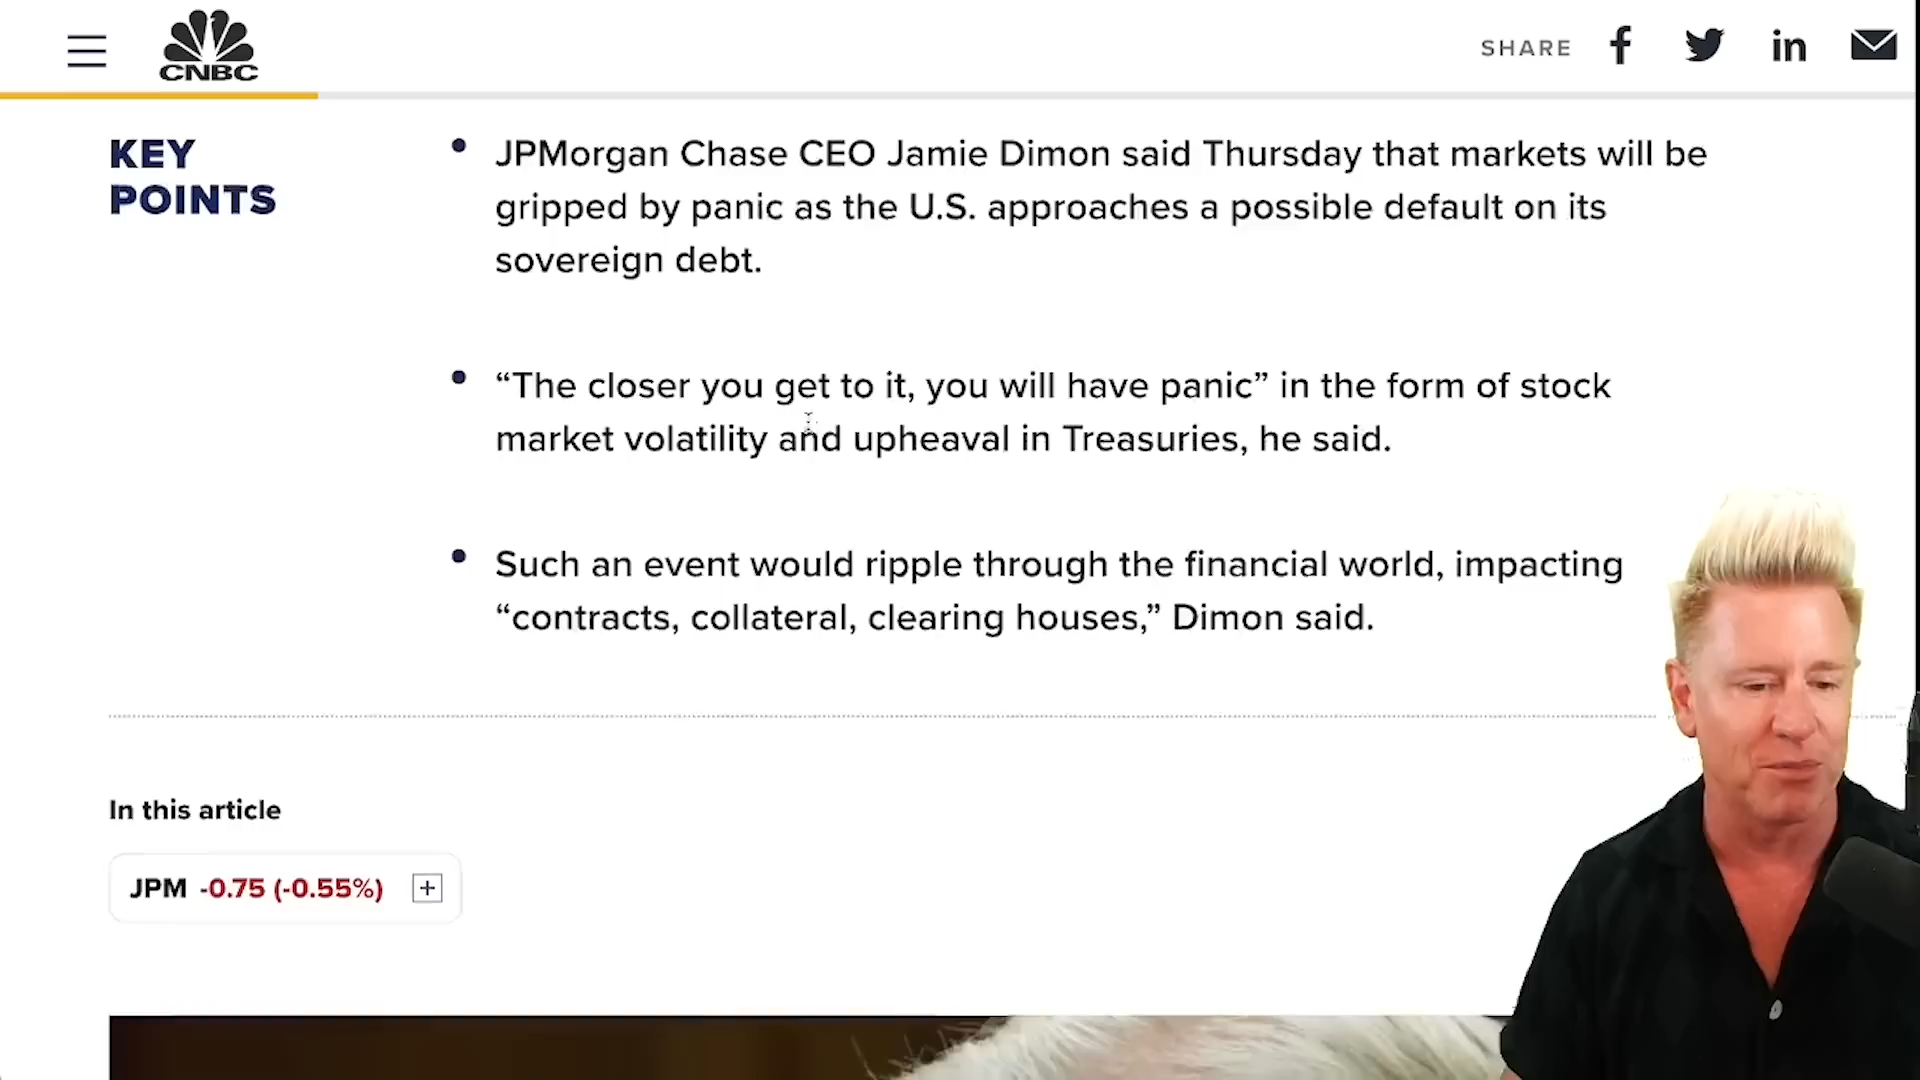 CNBC
SHARE
KEY
POINTS
• JPMorgan Chase CEO Jamie Dimon said Thursday that markets will be
gripped by panic as the U.S. approaches a possible default on its
sovereign debt.
• “The closer you get to it, you will have panic” in the form of stock
market volatility and upheaval in Treasuries, he said.
• Such an event would ripple through the financial world, impacting
“contracts, collateral, clearing houses,” Dimon said.
In this article
JPM -0.75 (-0.55%)